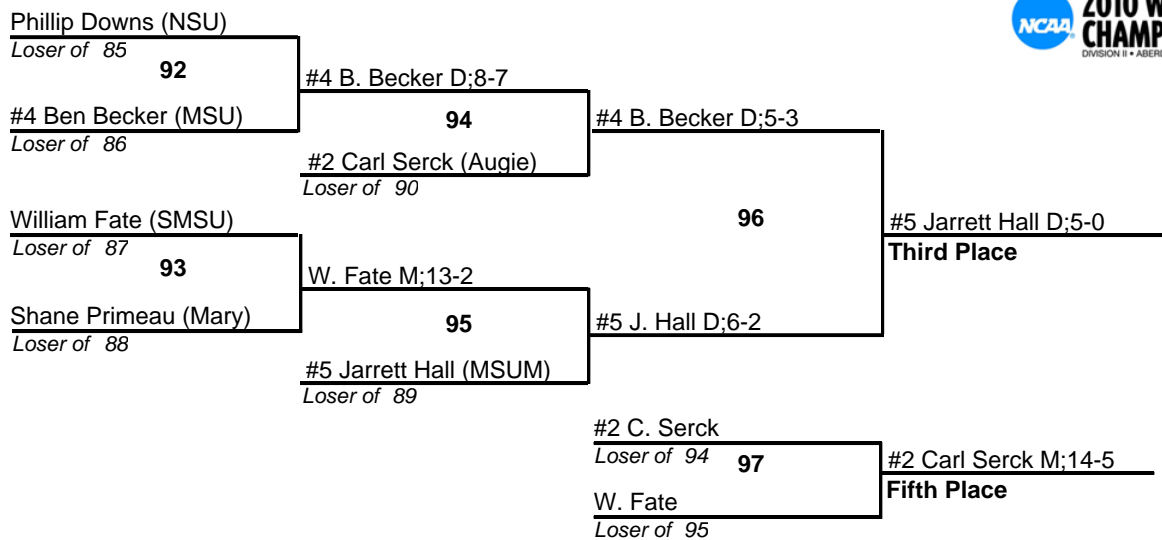 Phillip Downs (NSU)
Loser of 85
92
#4 Ben Becker (MSU)
Loser of 86
#4 B. Becker D;8-7
94
#2 Carl Serck (Augie)
Loser of 90
#4 B. Becker D;5-3
William Fate (SMSU)
Loser of 87
93
Shane Primeau (Mary)
Loser of 88
W. Fate M;13-2
95
#5 Jarrett Hall (MSUM)
Loser of 89
#5 J. Hall D;6-2
96
#5 Jarrett Hall D;5-0
Third Place
#2 C. Serck
Loser of 94
97
W. Fate
Loser of 95
#2 Carl Serck M;14-5
Fifth Place
NCAA
2010
DIVISION II •